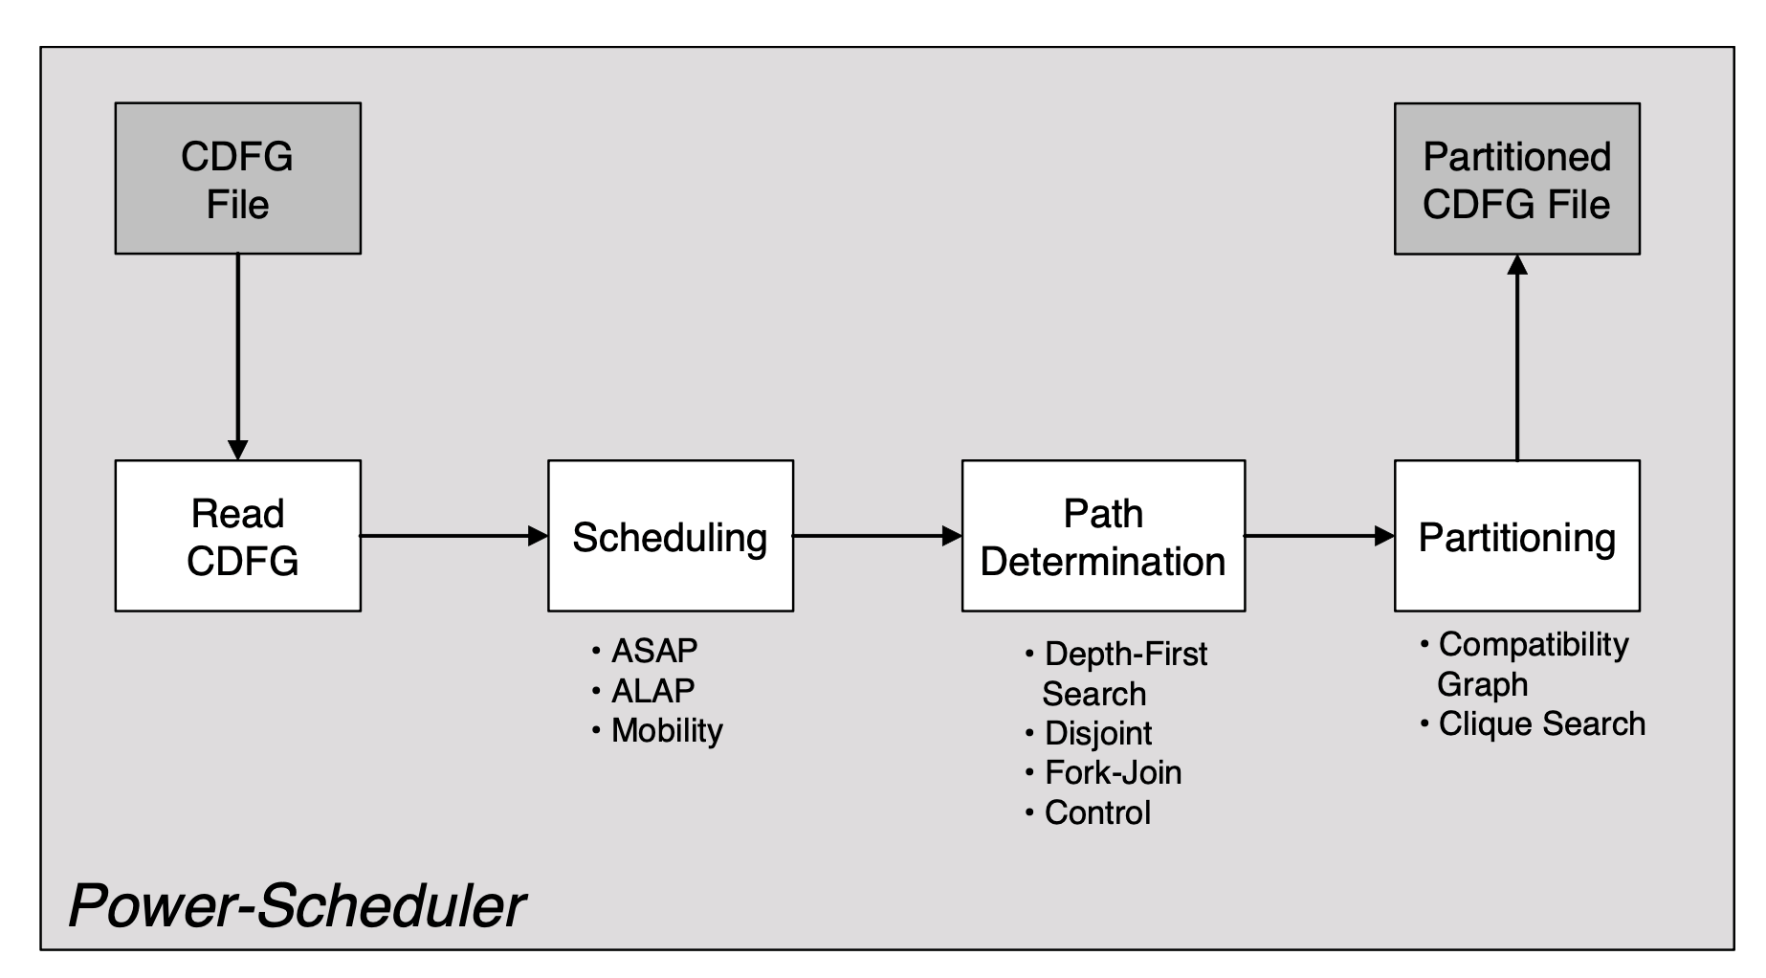 CDFG
File
Partitioned
CDFG File
Read
CDFG
Scheduling
Path
Determination
Partitioning
• ASAP
• ALAP
• Mobility
• Depth-First
Search
• Disjoint
• Fork-Join
• Control
• Compatibility
Graph
• Clique Search
Power-Scheduler